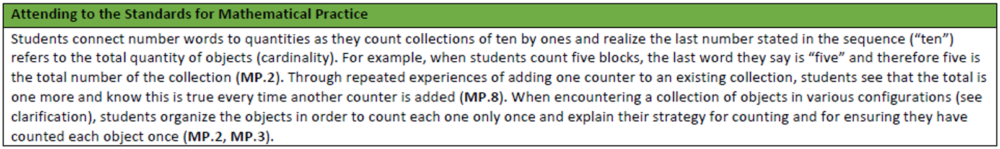 Attending to the Standards for Mathematical Practice
Students connect number words to quantities as they count collections of ten by ones and realize the last number stated in the sequence (“ten”)
refers to the total quantity of objects (cardinality). For example, when students count five blocks, the last word they say is “five” and therefore five is
the total number of the collection (MP.2). Through repeated experiences of adding one counter to an existing collection, students see that the total is
one more and know this is true every time another counter is added (MP.8). When encountering a collection of objects in various configurations (see
clarification), students organize the objects in order to count each one only once and explain their strategy for counting and for ensuring they have
counted each object once (MP.2, MP.3).